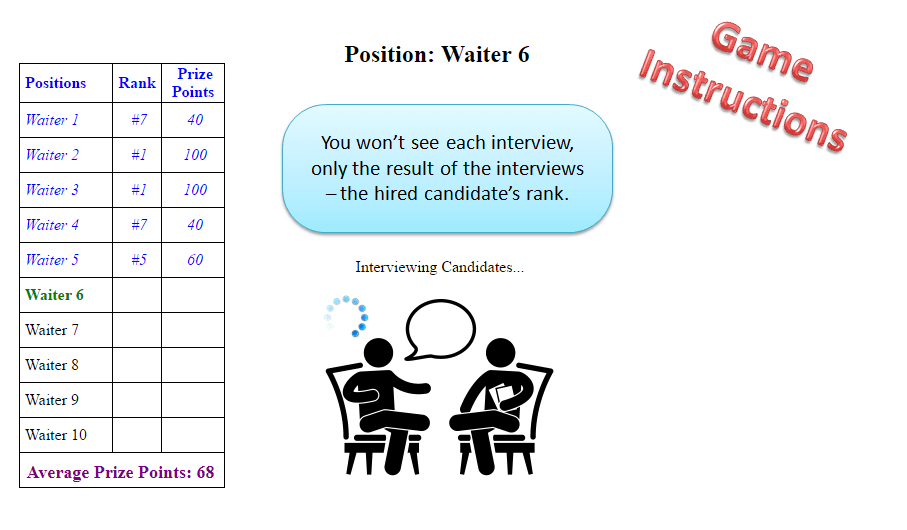 Position: Waiter 6
Game
Instructions
Positions Rank Prize Points
Waiter 1 #7 40
Waiter 2 #1 100
Waiter 3 #1 100
Waiter 4 #7 40
Waiter 5 #5 60
Waiter 6
Waiter 7
Waiter 8
Waiter 9
Waiter 10
Average Prize Points: 68
You won’t see each interview,
only the result of the interviews
– the hired candidate’s rank.
Interviewing Candidates...